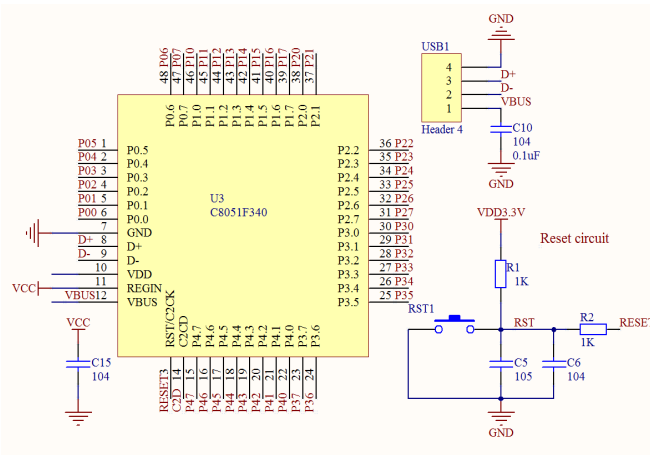 GND
USB1
4
3 D+
2 D-
1 VBUS
Header 4
C10
104
0.1uF
GND
P06 P07 P10 P11 P12 P13 P14 P15 P16 P17 P20 P21
48 47 46 45 44 43 42 41 40 39 38 37
P0.6 P0.7 P1.0 P1.1 P1.2 P1.3 P1.4 P1.5 P1.6 P1.7 P2.0 P2.1
P05 1 P0.5
P04 2 P0.4
P03 3 P0.3
P02 4 P0.2
P01 5 P0.1
P00 6 P0.0
7 GND
D+ 8 D+
D- 9 D-
10 VDD
VCC 11 REGIN
VBUS 12 VBUS
U3
C8051F340
P2.2 36 P22
P2.3 35 P23
P2.4 34 P24
P2.5 33 P25
P2.6 32 P26
P2.7 31 P27
P3.0 30 P30
P3.1 29 P31
P3.2 28 P32
P3.3 27 P33
P3.4 26 P34
P3.5 25 P35
RST/C2CK C2CD P4.7 P4.6 P4.5 P4.4 P4.3 P4.2 P4.1 P4.0 P3.7 P3.6
3 14 15 16 17 18 19 20 21 22 23 24
RESET C2D P47 P46 P45 P44 P43 P42 P41 P40 P37 P36
VCC
C15
104
VDD3.3V
Reset circuit
R1
1K
RST1
RST
R2
1K
RESET
C5
105
C6
104
GND